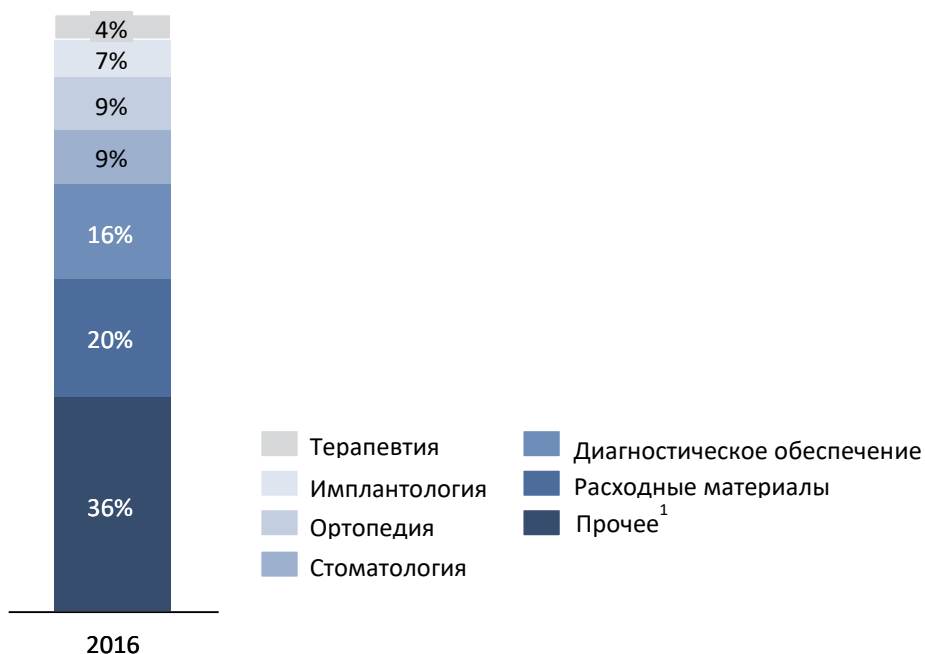 4%
7%
9%
9%
16%
20%
36%
2016
Терапевтия
Имплантология
Ортопедия
Стоматология
Диагностическое обеспечение
Расходные материалы
Прочее¹